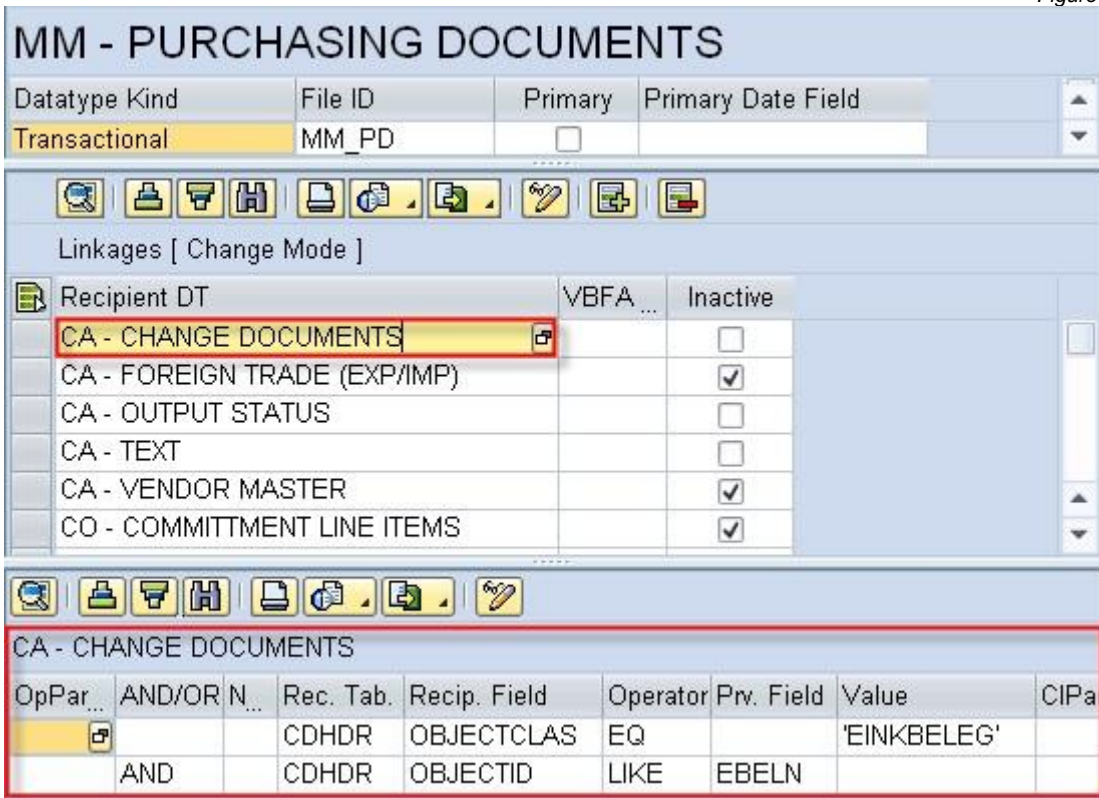 Figure
MM - PURCHASING DOCUMENTS
Datatype Kind File ID Primary Primary Date Field
Transactional MM_PD
Linkages [ Change Mode ]
Recipient DT VBFA ... Inactive
CA - CHANGE DOCUMENTS
CA - FOREIGN TRADE (EXP/IMP)
CA - OUTPUT STATUS
CA - TEXT
CA - VENDOR MASTER
CO - COMMITTMENT LINE ITEMS
CA - CHANGE DOCUMENTS
OpPar... AND/OR N... Rec. Tab. Recip. Field Operator Prv. Field Value ClPa
CDHDR OBJECTCLAS EQ 'EINKBELEG'
AND CDHDR OBJECTID LIKE EBELN